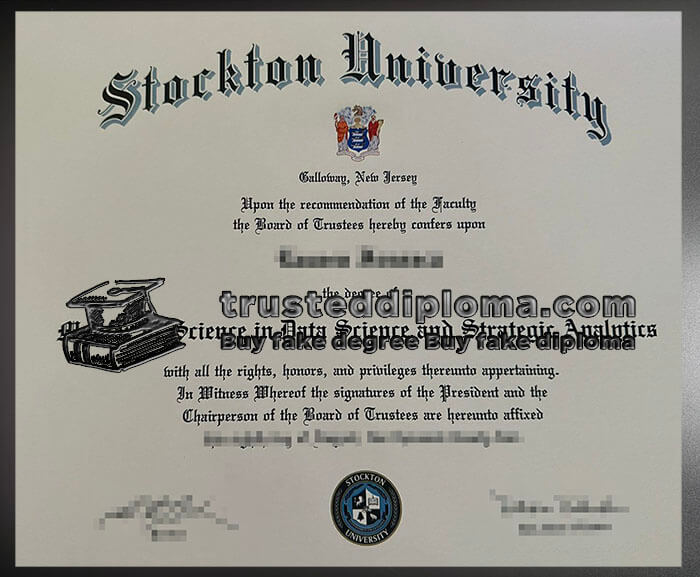 Stockton University
Galloway, New Jersey
Upon the recommendation of the Faculty
the Board of Trustees hereby confers upon
the degree of
trusteddiploma.com
Science in Data Science and Strategic Analytics
Buy fake degree Buy fake diploma
with all the rights, honors, and privileges thereunto appertaining.
In Witness Whereof the signatures of the President and the
Chairperson of the Board of Trustees are hereunto affixed
STOCKTON
UNIVERSITY